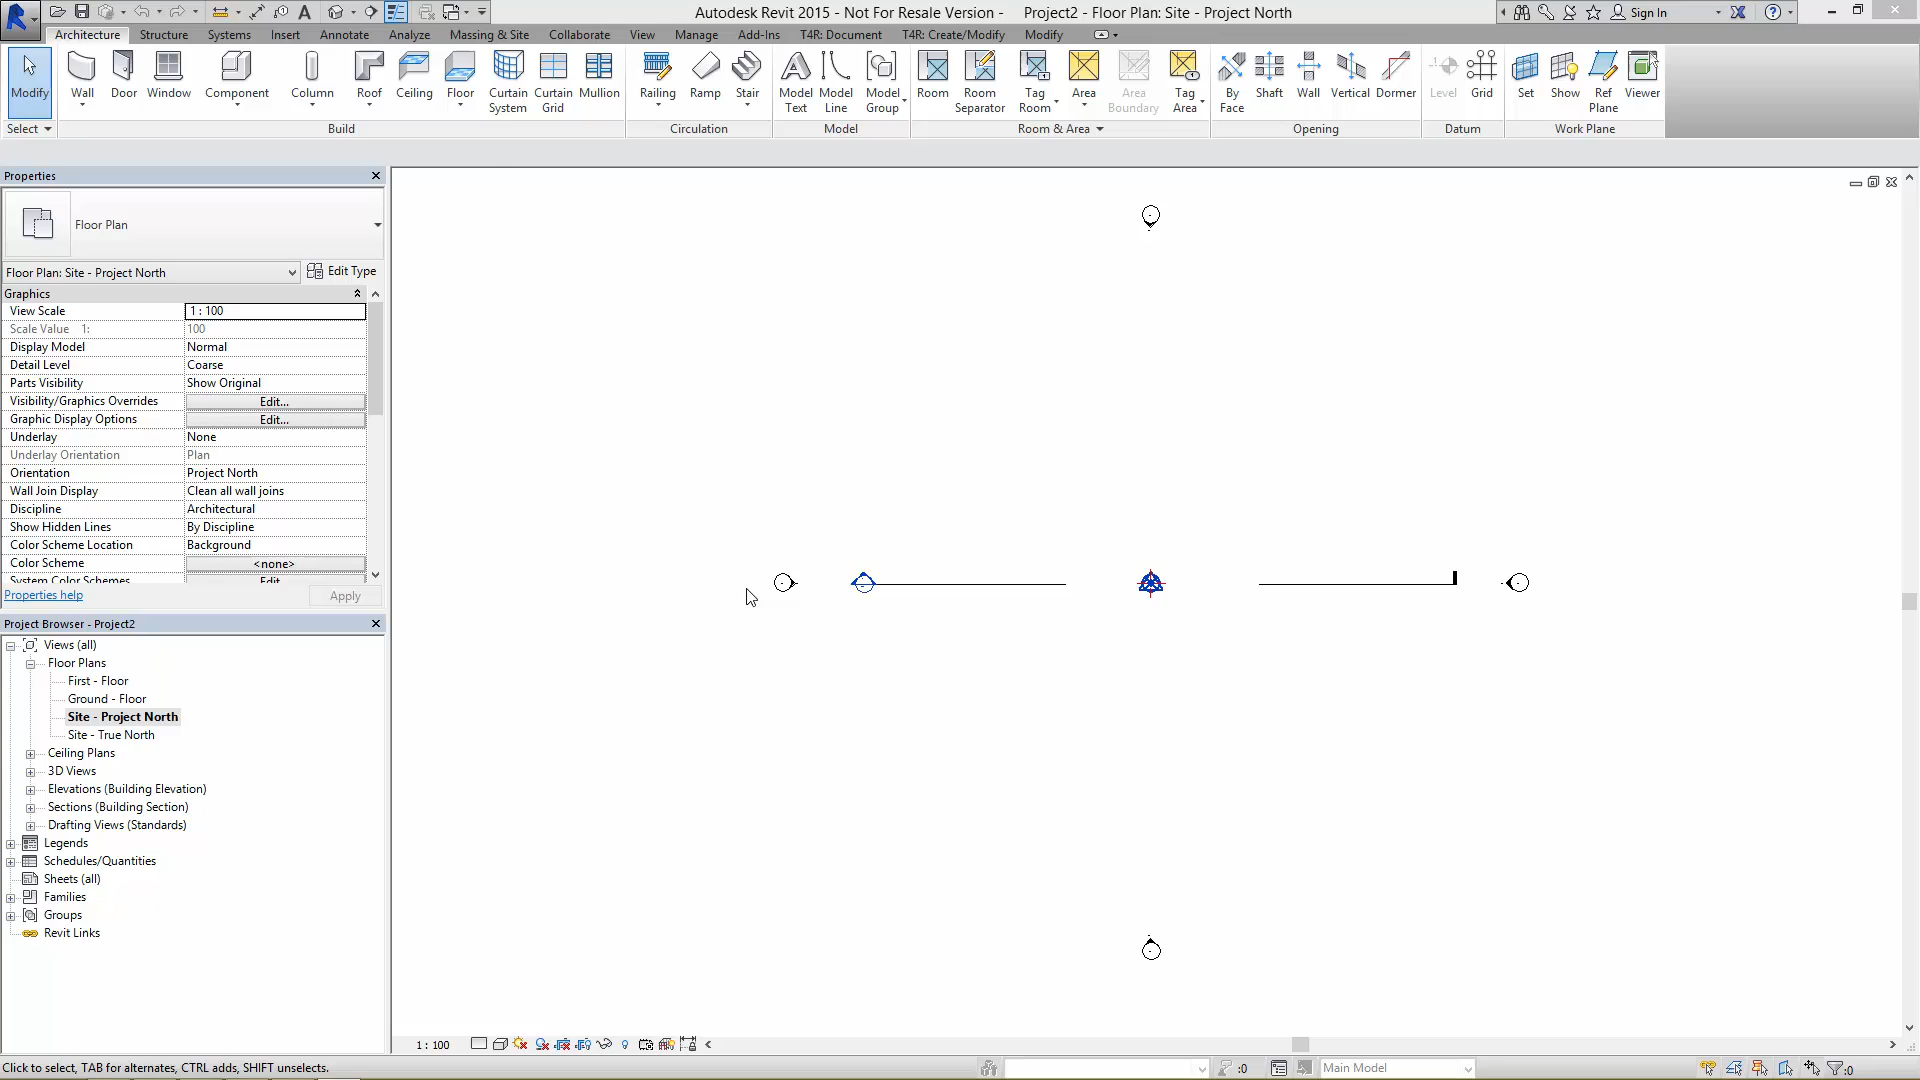 Autodesk Revit 2015 - Not For Resale Version - Project2 - Floor Plan: Site - Project North
Sign In
Architecture Structure Systems Insert Annotate Analyze Massing & Site Collaborate View Manage Add-Ins T4R: Document T4R: Create/Modify Modify
Modify Wall Door Window Component Column Roof Ceiling Floor Curtain System Curtain Grid Mullion Railing Ramp Stair Model Text Model Line Model Group Room Room Separator Tag Room Area Area Boundary Tag Area By Face Shaft Wall Vertical Dormer Level Grid Set Show Ref Plane Viewer
Select Build Circulation Model Room & Area Opening Datum Work Plane
Properties
Floor Plan
Floor Plan: Site - Project North Edit Type
Graphics
View Scale 1 : 100
Scale Value 1: 100
Display Model Normal
Detail Level Coarse
Parts Visibility Show Original
Visibility/Graphics Overrides Edit...
Graphic Display Options Edit...
Underlay None
Underlay Orientation Plan
Orientation Project North
Wall Join Display Clean all wall joins
Discipline Architectural
Show Hidden Lines By Discipline
Color Scheme Location Background
Color Scheme <none>
System Color Schemes Edit...
Properties help Apply
Project Browser - Project2
Views (all)
Floor Plans
First - Floor
Ground - Floor
Site - Project North
Site - True North
Ceiling Plans
3D Views
Elevations (Building Elevation)
Sections (Building Section)
Drafting Views (Standards)
Legends
Schedules/Quantities
Sheets (all)
Families
Groups
Revit Links
1 : 100
Click to select, TAB for alternates, CTRL adds, SHIFT unselects. :0 Main Model :0